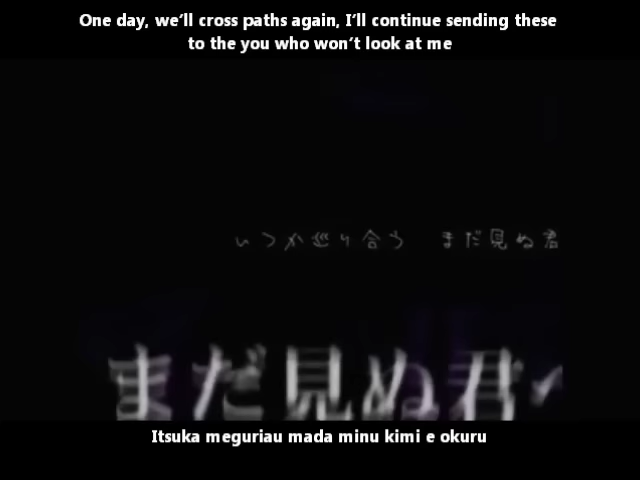 One day, we'll cross paths again, I'll continue sending these
to the you who won't look at me
いつか巡り合う　まだ見ぬ君
まだ見ぬ君へ
Itsuka meguriau mada minu kimi e okuru